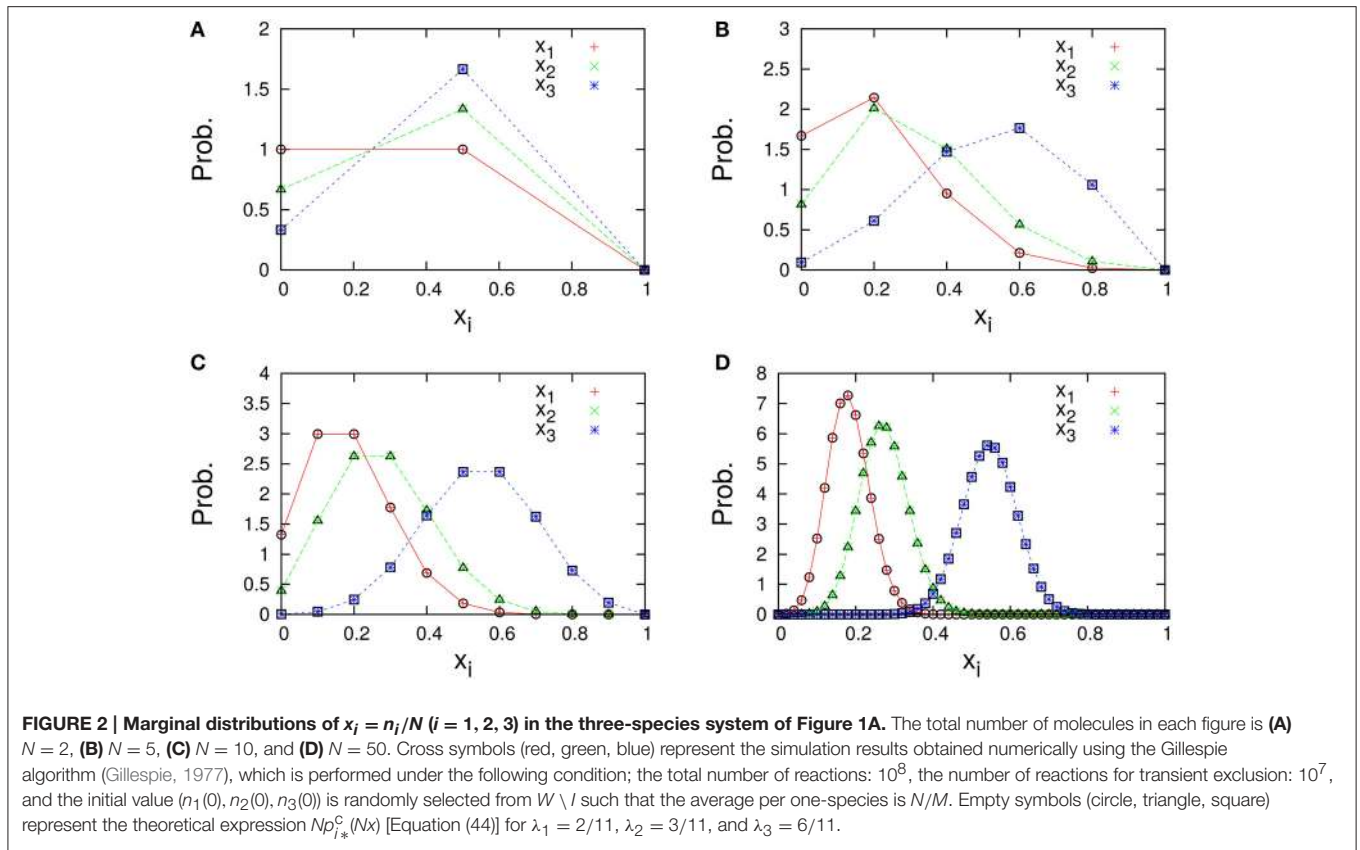 A
2
1.5
1
0.5
0
Prob.
x1
x2
x3
0 0.2 0.4 0.6 0.8 1
xi
B
3
2.5
2
1.5
1
0.5
0
Prob.
x1
x2
x3
0 0.2 0.4 0.6 0.8 1
xi
C
4
3.5
3
2.5
2
1.5
1
0.5
0
Prob.
x1
x2
x3
0 0.2 0.4 0.6 0.8 1
xi
D
8
7
6
5
4
3
2
1
0
Prob.
x1
x2
x3
0 0.2 0.4 0.6 0.8 1
xi
FIGURE 2 | Marginal distributions of xi = ni/N (i = 1, 2, 3) in the three-species system of Figure 1A. The total number of molecules in each figure is (A)
N = 2, (B) N = 5, (C) N = 10, and (D) N = 50. Cross symbols (red, green, blue) represent the simulation results obtained numerically using the Gillespie
algorithm (Gillespie, 1977), which is performed under the following condition; the total number of reactions: 10⁸, the number of reactions for transient exclusion: 10⁷,
and the initial value (n1(0), n2(0), n3(0)) is randomly selected from W \ I such that the average per one-species is N/M. Empty symbols (circle, triangle, square)
represent the theoretical expression Np^c_i*(Nx) [Equation (44)] for λ1 = 2/11, λ2 = 3/11, and λ3 = 6/11.